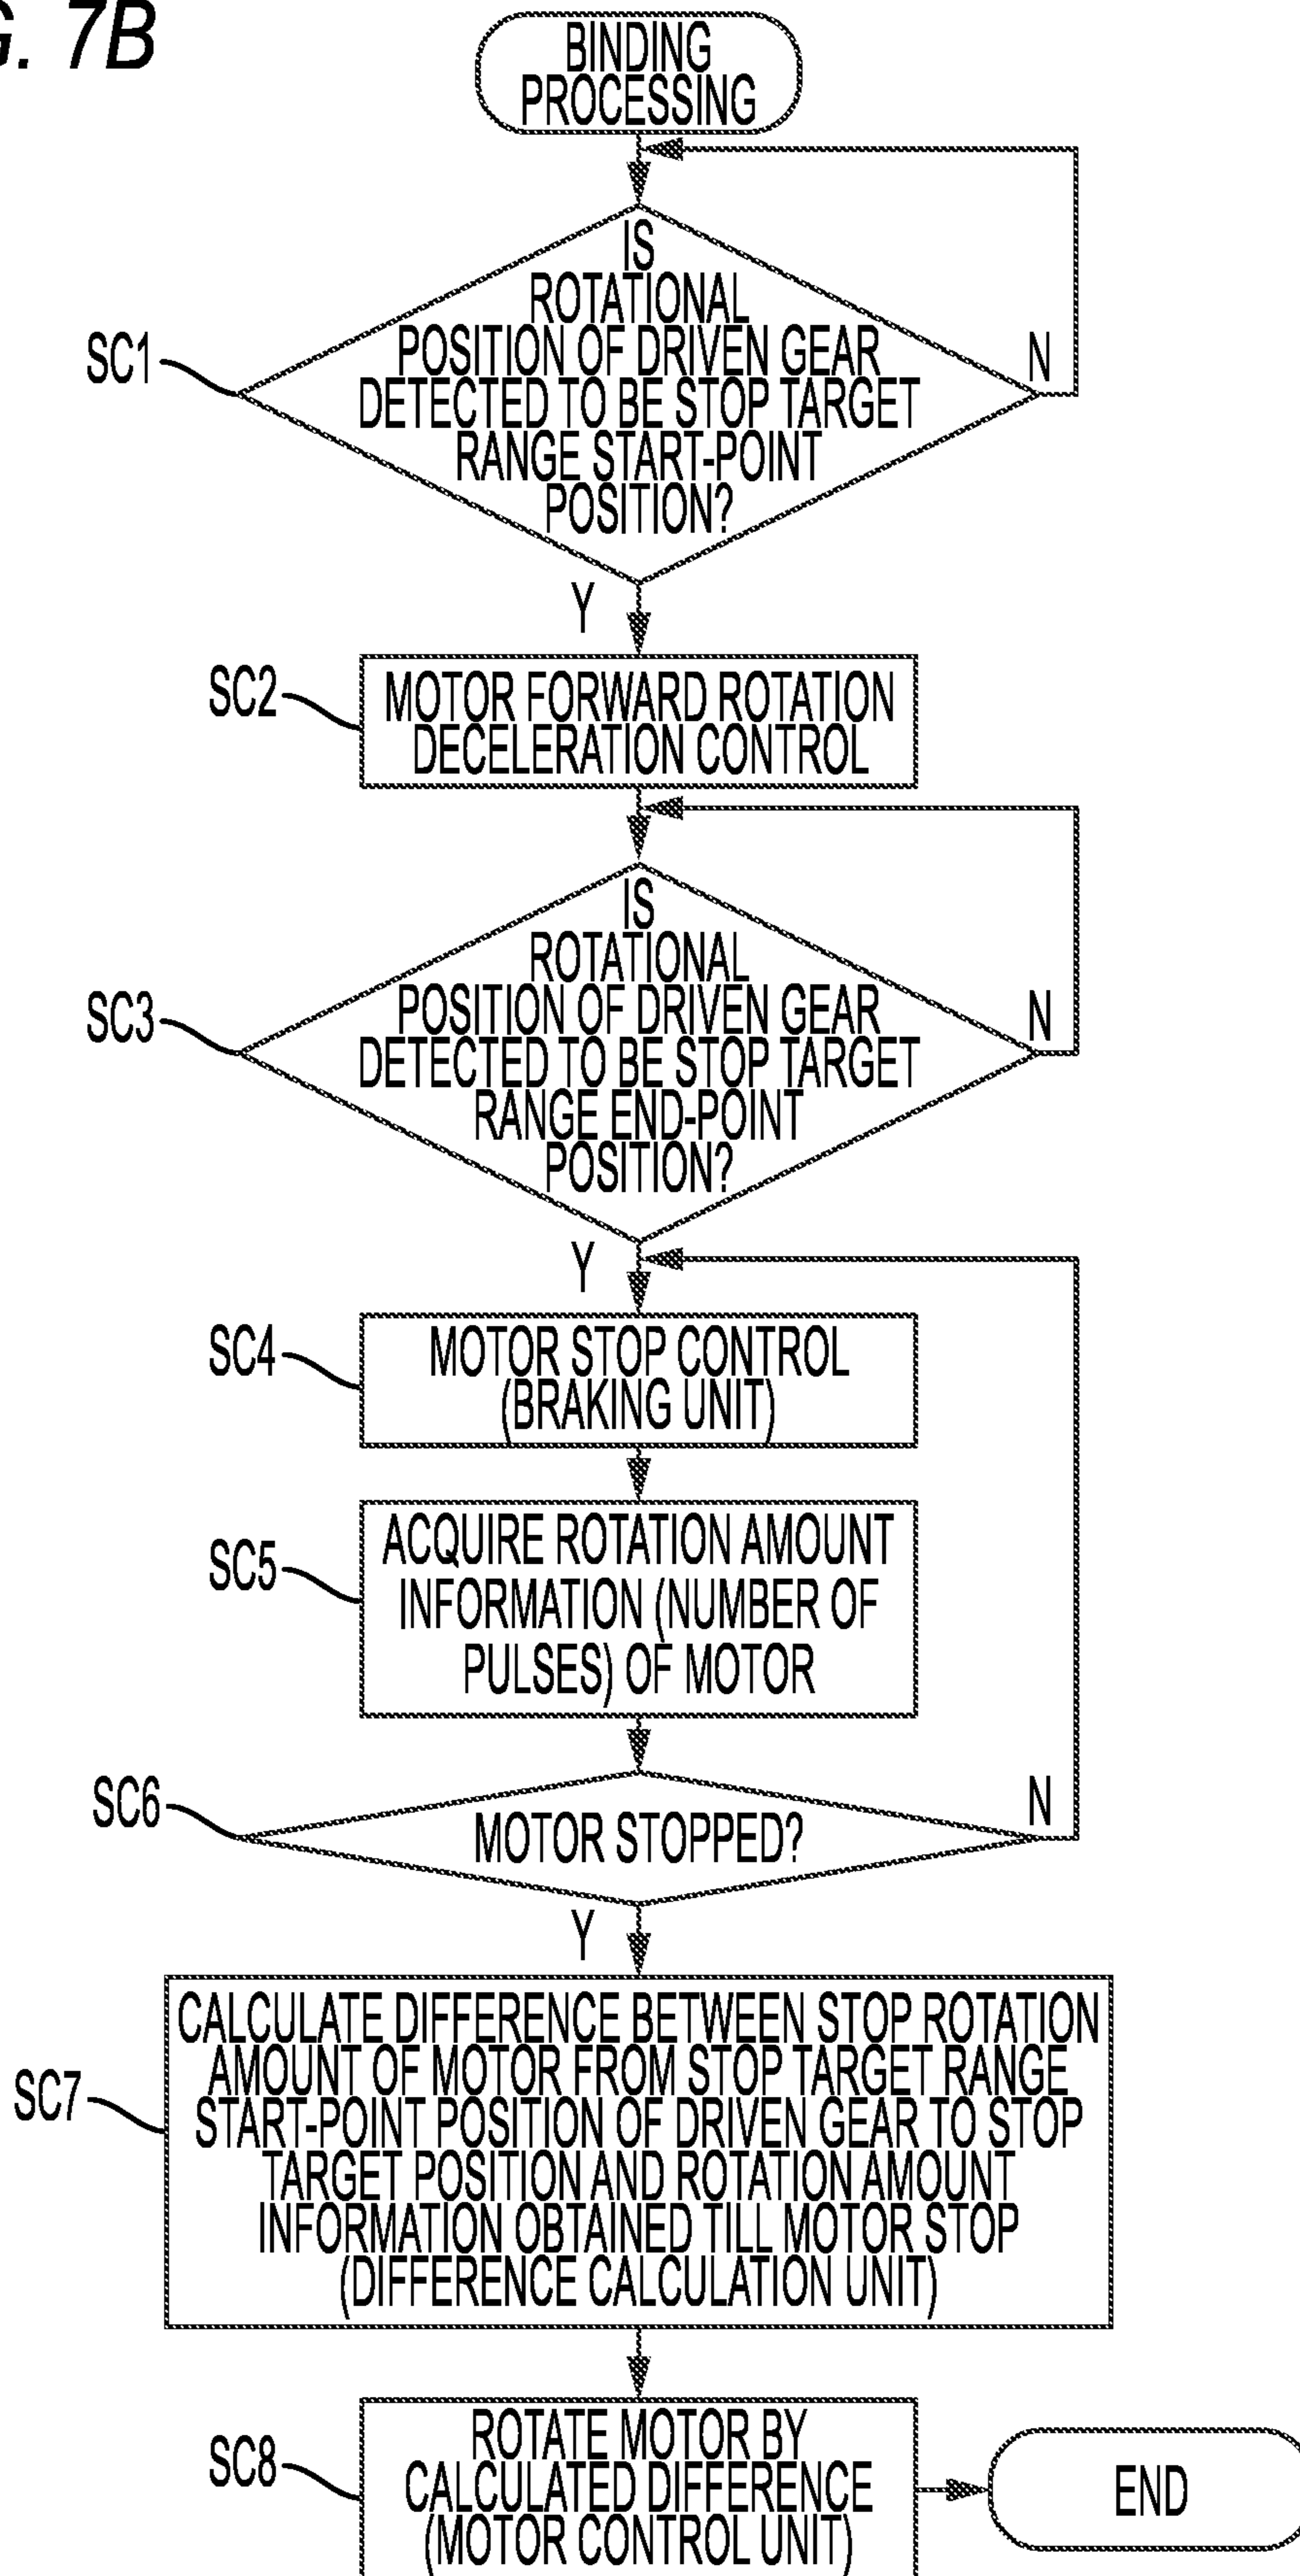 G. 7B
BINDING
PROCESSING
IS
ROTATIONAL
POSITION OF DRIVEN GEAR
DETECTED TO BE STOP TARGET
RANGE START-POINT
POSITION?
SC1
N
Y
SC2
MOTOR FORWARD ROTATION
DECELERATION CONTROL
IS
ROTATIONAL
POSITION OF DRIVEN GEAR
DETECTED TO BE STOP TARGET
RANGE END-POINT
POSITION?
SC3
N
Y
SC4
MOTOR STOP CONTROL
(BRAKING UNIT)
SC5
ACQUIRE ROTATION AMOUNT
INFORMATION (NUMBER OF
PULSES) OF MOTOR
SC6
MOTOR STOPPED?
N
Y
SC7
CALCULATE DIFFERENCE BETWEEN STOP ROTATION
AMOUNT OF MOTOR FROM STOP TARGET RANGE
START-POINT POSITION OF DRIVEN GEAR TO STOP
TARGET POSITION AND ROTATION AMOUNT
INFORMATION OBTAINED TILL MOTOR STOP
(DIFFERENCE CALCULATION UNIT)
SC8
ROTATE MOTOR BY
CALCULATED DIFFERENCE
(MOTOR CONTROL UNIT)
END